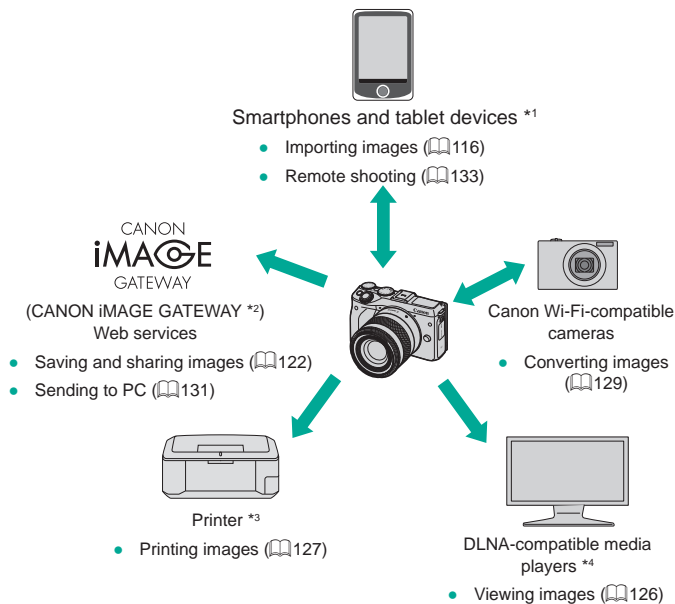 Smartphones and tablet devices *1
• Importing images (116)
• Remote shooting (133)
CANON
iMAGE
GATEWAY
(CANON iMAGE GATEWAY *2)
Web services
• Saving and sharing images (122)
• Sending to PC (131)
Canon
Canon Wi-Fi-compatible
cameras
• Converting images
(129)
Printer *3
• Printing images (127)
DLNA-compatible media
players *4
• Viewing images (126)